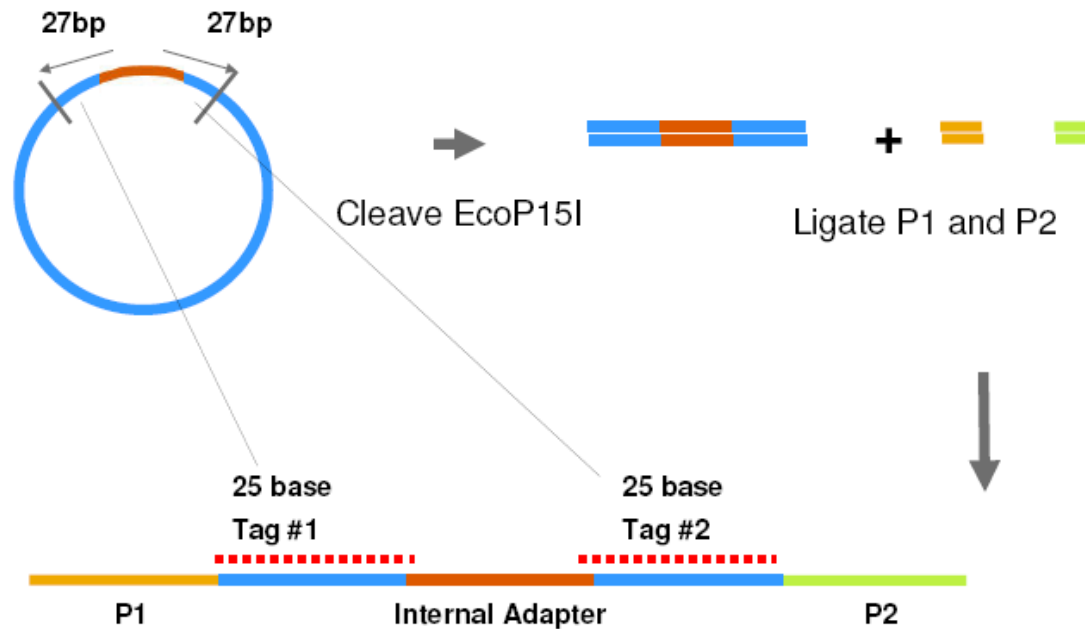 27bp 27bp
Cleave EcoP15I
+
Ligate P1 and P2
25 base
Tag #1
25 base
Tag #2
P1
Internal Adapter
P2